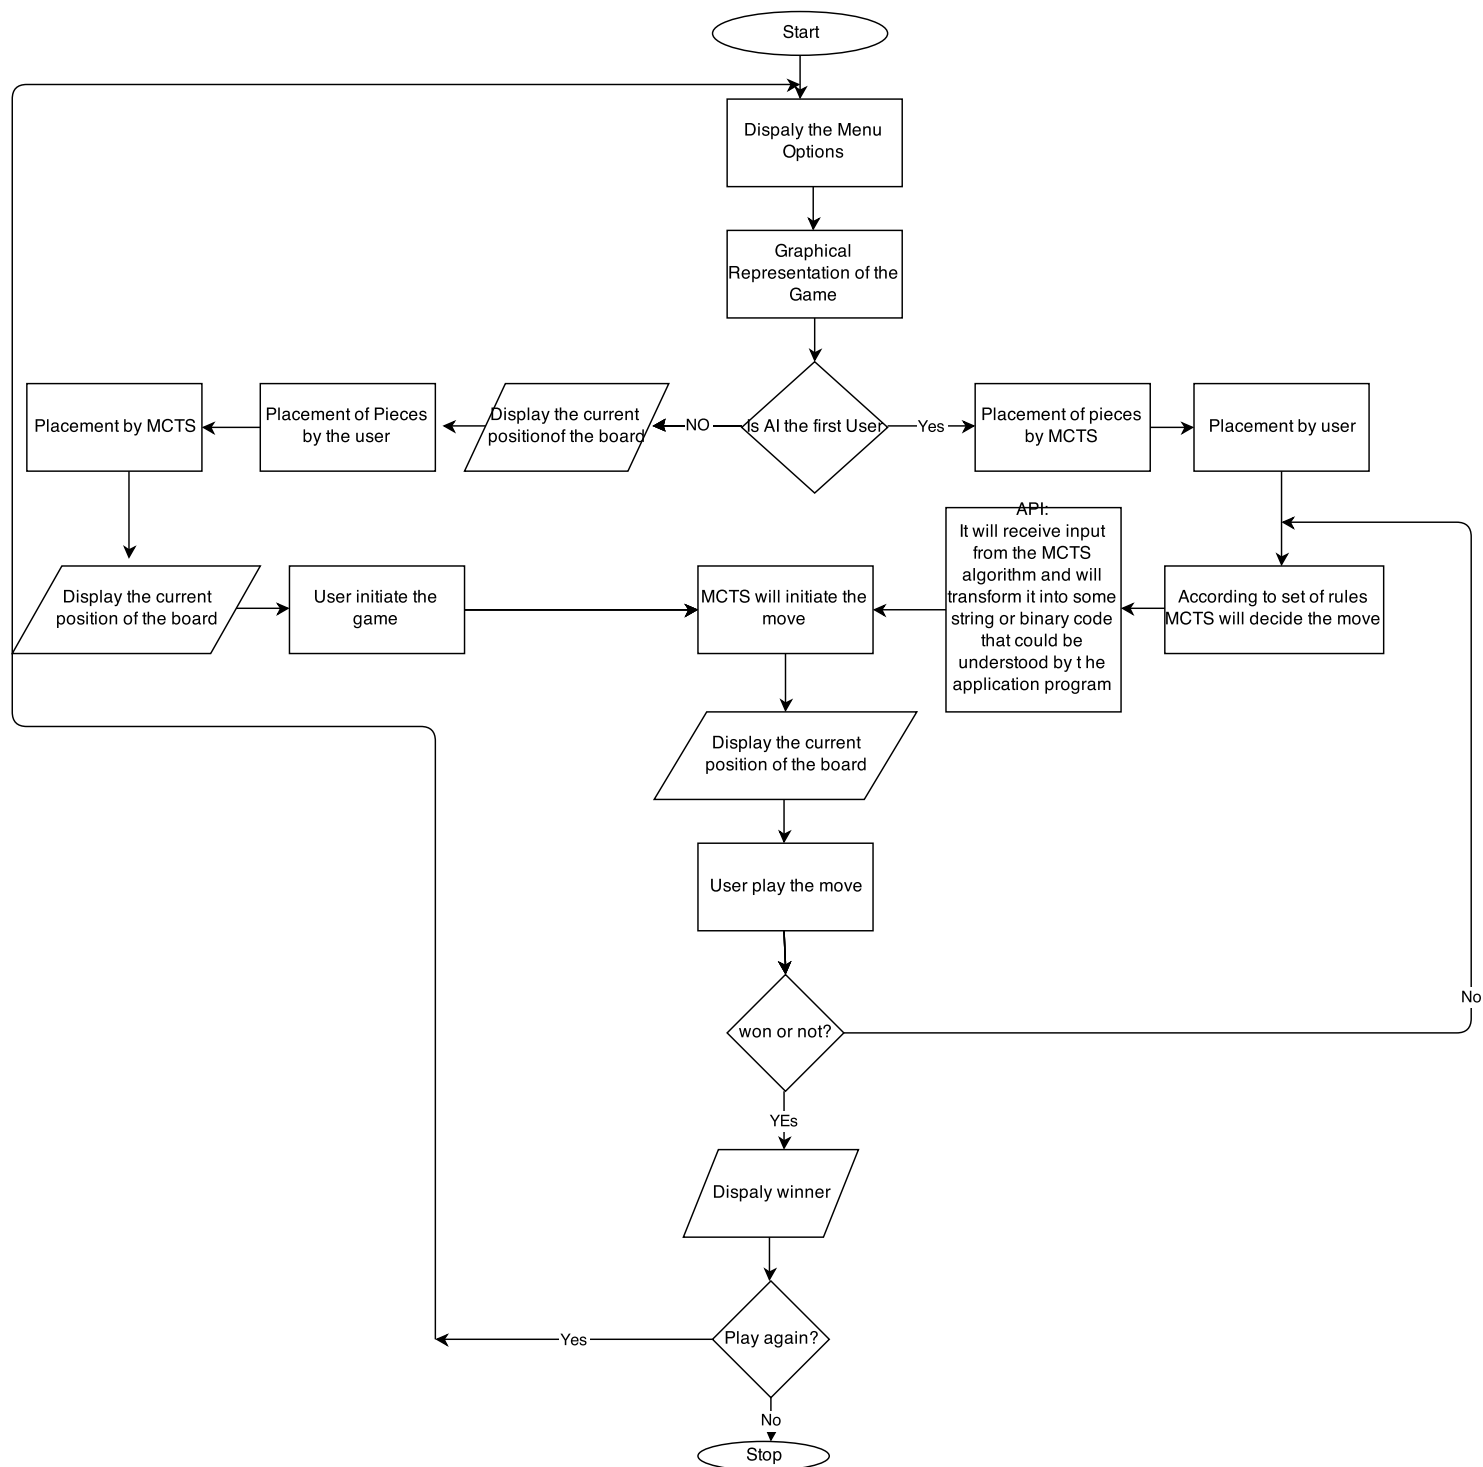 Start
Dispaly the Menu
Options
Graphical
Representation of the
Game
Placement by MCTS
Placement of Pieces
by the user
Display the current
positionof the board
NO
Is AI the first User
Yes
Placement of pieces
by MCTS
Placement by user
API:
It will receive input
from the MCTS
algorithm and will
transform it into some
string or binary code
that could be
understood by t he
application program
Display the current
position of the board
User initiate the
game
MCTS will initiate the
move
According to set of rules
MCTS will decide the move
Display the current
position of the board
User play the move
No
won or not?
YEs
Dispaly winner
Yes
Play again?
No
Stop